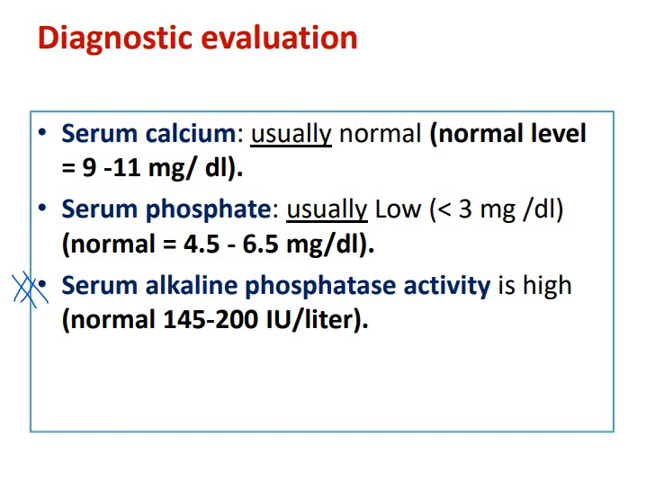 Diagnostic evaluation
• Serum calcium: usually normal (normal level
= 9 -11 mg/ dl).
• Serum phosphate: usually Low (< 3 mg /dl)
(normal = 4.5 - 6.5 mg/dl).
• Serum alkaline phosphatase activity is high
(normal 145-200 IU/liter).